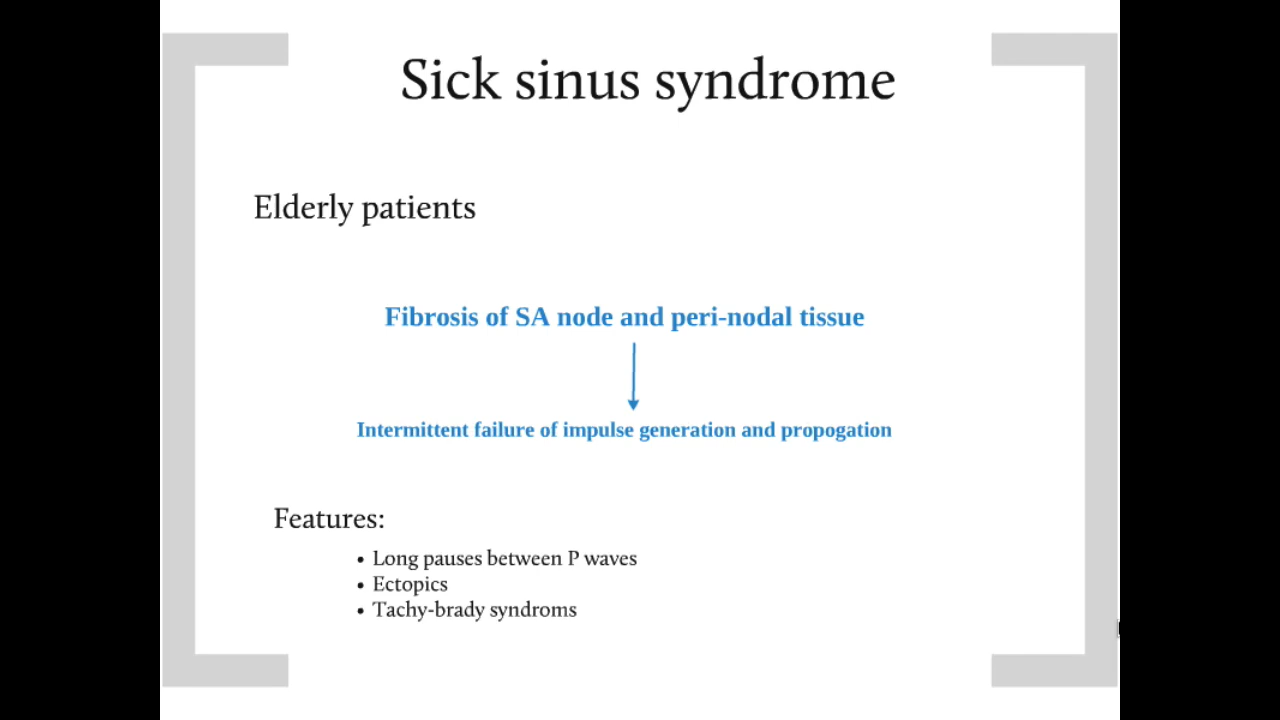 Sick sinus syndrome
Elderly patients
Fibrosis of SA node and peri-nodal tissue
Intermittent failure of impulse generation and propogation
Features:
• Long pauses between P waves
• Ectopics
• Tachy-brady syndroms